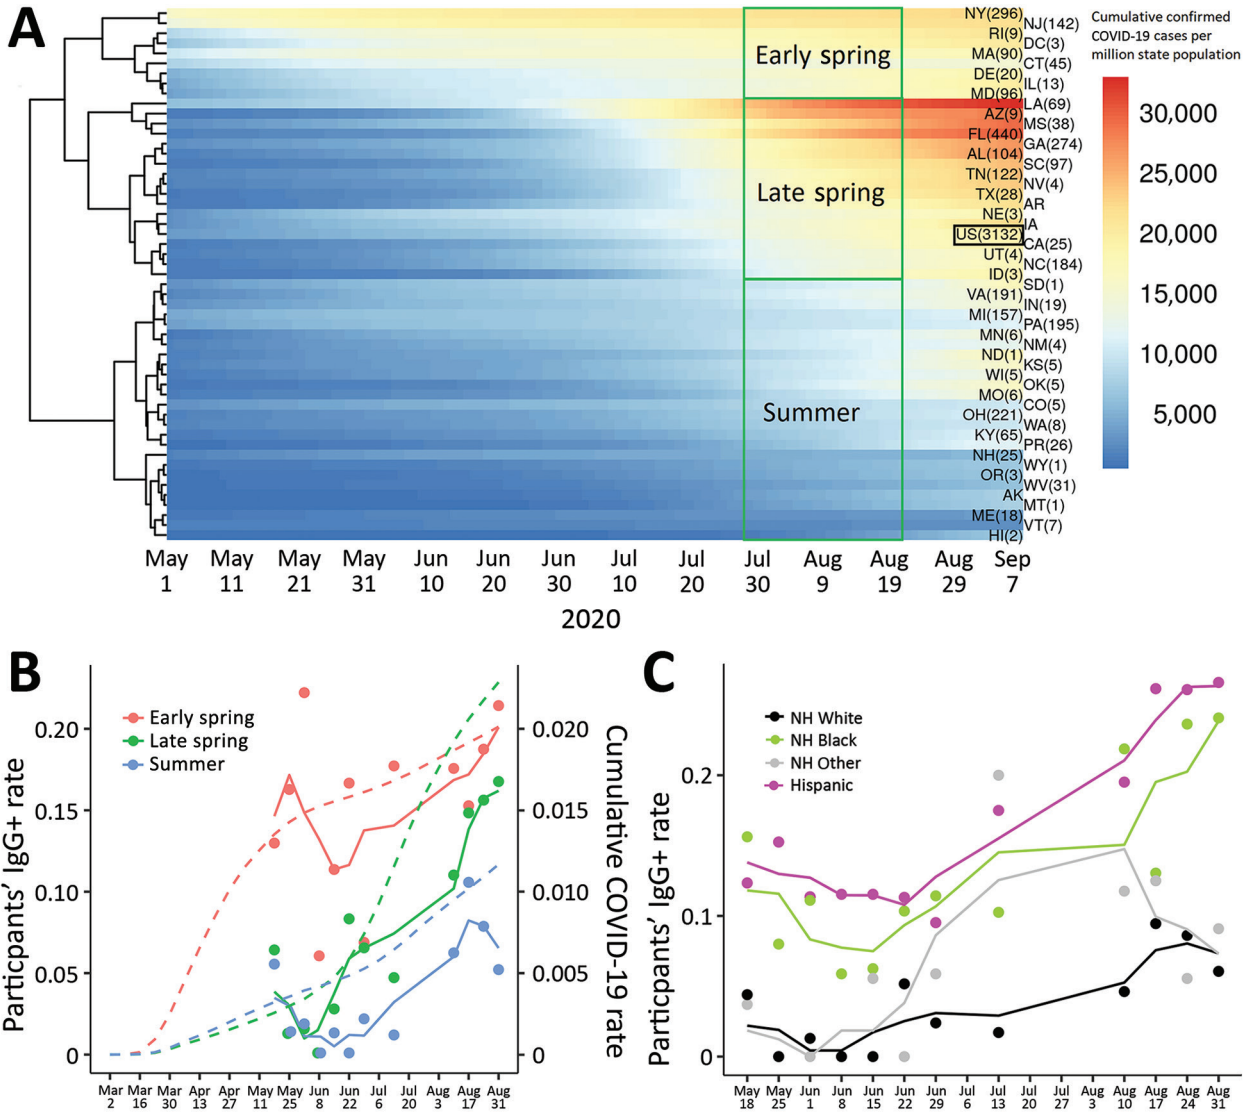 A
Cumulative confirmed
COVID-19 cases per
million state population
30,000
25,000
20,000
15,000
10,000
5,000
Early spring
Late spring
Summer
NY(296)
NJ(142)
RI(9)
DC(3)
MA(90)
CT(45)
DE(20)
IL(13)
MD(96)
LA(69)
AZ(9)
MS(38)
FL(440)
GA(274)
AL(104)
SC(97)
TN(122)
NV(4)
TX(28)
AR
NE(3)
IA
US(3132)
CA(25)
UT(4)
NC(184)
ID(3)
SD(1)
VA(191)
IN(19)
MI(157)
PA(195)
MN(6)
NM(4)
ND(1)
KS(5)
WI(5)
OK(5)
MO(6)
CO(5)
OH(221)
WA(8)
KY(65)
PR(26)
NH(25)
WY(1)
OR(3)
WV(31)
AK
MT(1)
ME(18)
VT(7)
HI(2)
May May May May Jun Jun Jun Jul Jul Jul Aug Aug Aug Sep
1 11 21 31 10 20 30 10 20 30 9 19 29 7
2020
B
Early spring
Late spring
Summer
Participants' IgG+ rate
0.20
0.15
0.10
0.05
0
Cumulative COVID-19 rate
0.020
0.015
0.010
0.005
0
Mar Mar Mar Apr Apr May May Jun Jun Jul Jul Aug Aug Aug
2 16 30 13 27 11 25 8 22 6 20 3 17 31
C
NH White
NH Black
NH Other
Hispanic
Particpants' IgG+ rate
0.2
0.1
0
May May Jun Jun Jun Jun Jun Jul Jul Jul Jul Aug Aug Aug Aug Aug
18 25 1 8 15 22 29 6 13 20 27 3 10 17 24 31